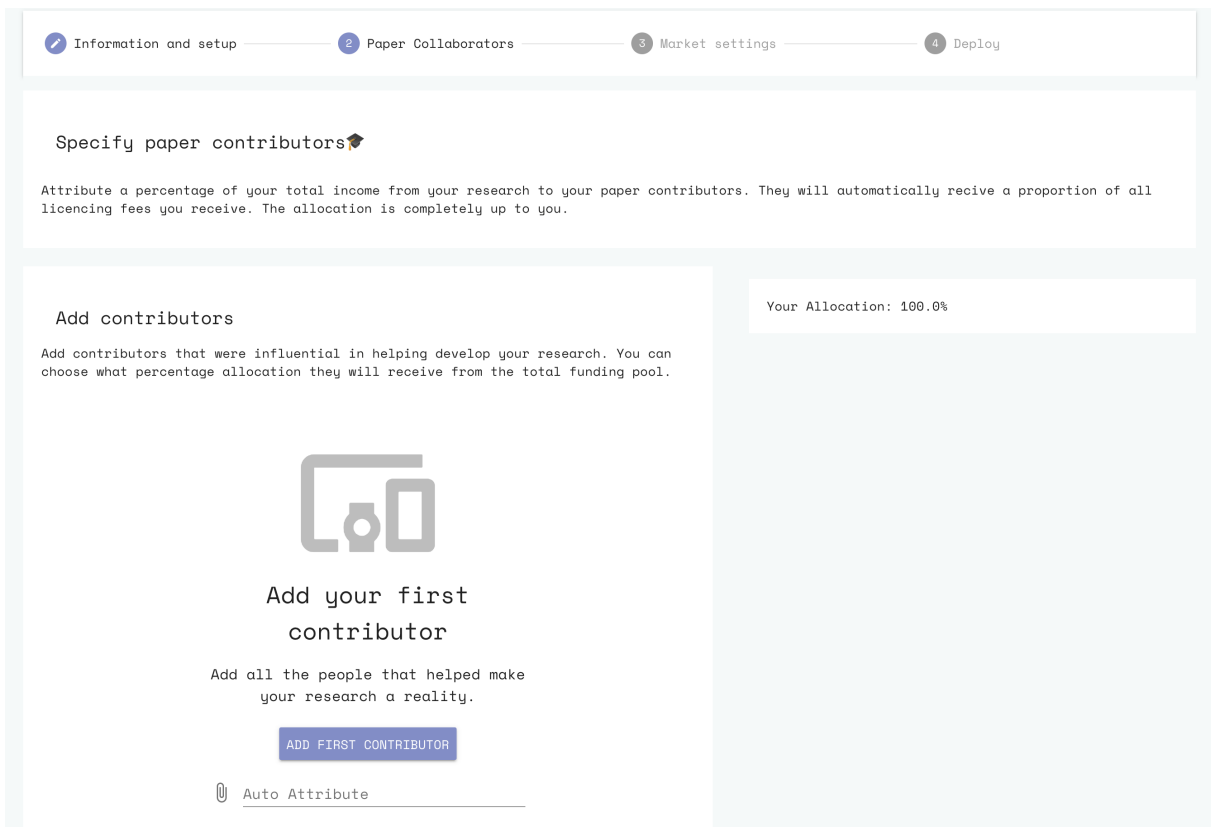 Information and setup
2 Paper Collaborators
3 Market settings
4 Deploy
Specify paper contributors🎓
Attribute a percentage of your total income from your research to your paper contributors. They will automatically recive a proportion of all
licencing fees you receive. The allocation is completely up to you.
Add contributors
Add contributors that were influential in helping develop your research. You can
choose what percentage allocation they will receive from the total funding pool.
Your Allocation: 100.0%
Add your first
contributor
Add all the people that helped make
your research a reality.
ADD FIRST CONTRIBUTOR
Auto Attribute